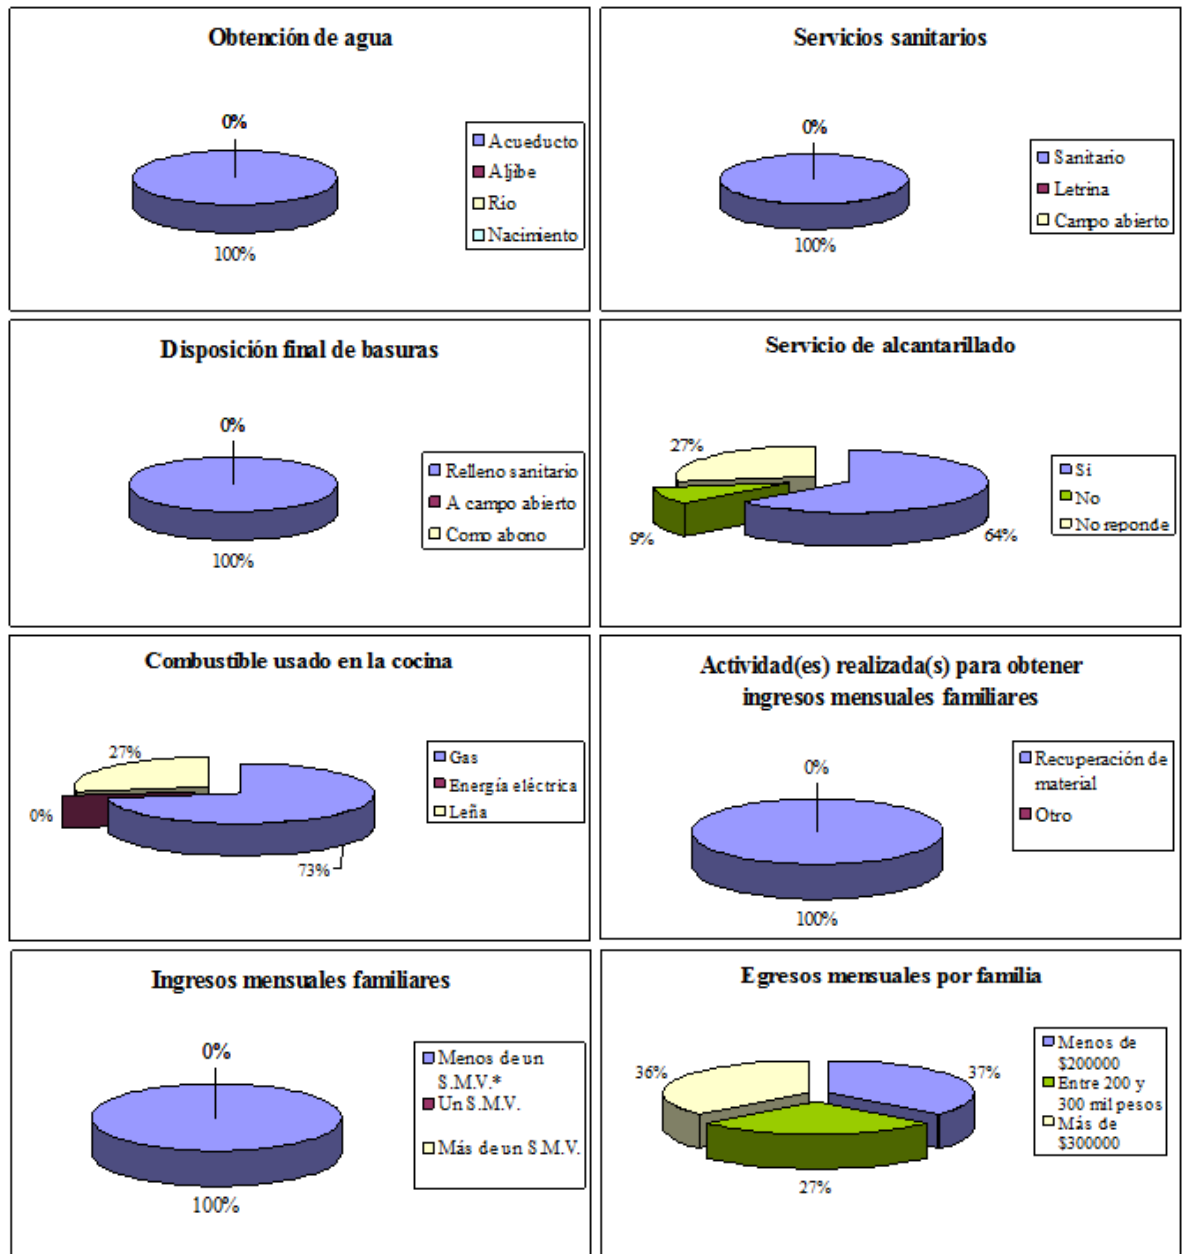 Obtención de agua
0%
100%
Acueducto
Aljibe
Rio
Nacimiento
Servicios sanitarios
0%
100%
Sanitario
Letrina
Campo abierto
Disposición final de basuras
0%
100%
Relleno sanitario
A campo abierto
Como abono
Servicio de alcantarillado
27%
9%
64%
Si
No
No reponde
Combustible usado en la cocina
27%
0%
73%
Gas
Energía eléctrica
Leña
Actividad(es) realizada(s) para obtener
ingresos mensuales familiares
0%
100%
Recuperación de
material
Otro
Ingresos mensuales familiares
0%
100%
Menos de un
S.M.V.*
Un S.M.V.
Más de un S.M.V.
Egresos mensuales por familia
36%
37%
27%
Menos de
$200000
Entre 200 y
300 mil pesos
Más de
$300000